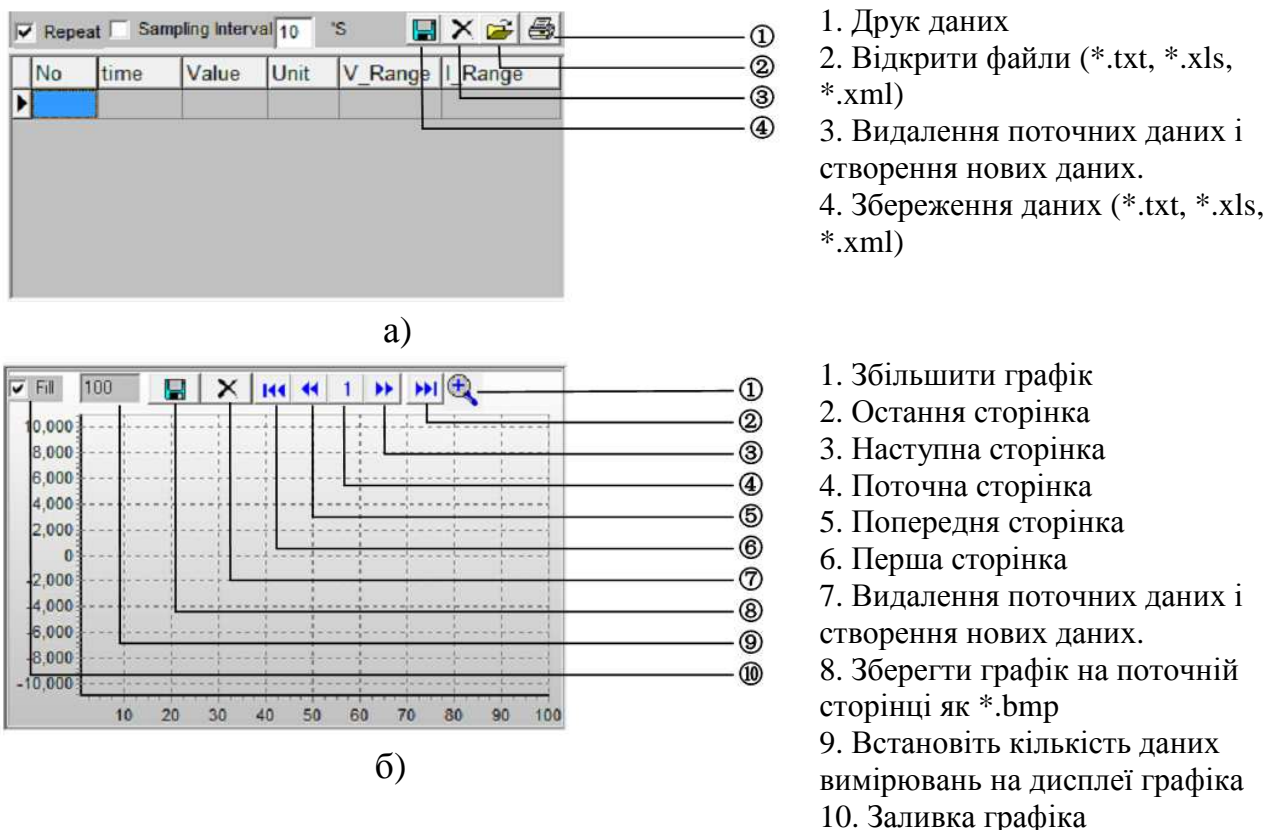 Repeat Sampling Interval 10 'S
No time Value Unit V_Range I_Range
①
②
③
④
1. Друк даних
2. Відкрити файли (*.txt, *.xls,
*.xml)
3. Видалення поточних даних і
створення нових даних.
4. Збереження даних (*.txt, *.xls,
*.xml)
а)
Fill 100 1
10,000
8,000
6,000
4,000
2,000
0
-2,000
-4,000
-6,000
-8,000
-10,000
10 20 30 40 50 60 70 80 90 100
①
②
③
④
⑤
⑥
⑦
⑧
⑨
⑩
1. Збільшити графік
2. Остання сторінка
3. Наступна сторінка
4. Поточна сторінка
5. Попередня сторінка
6. Перша сторінка
7. Видалення поточних даних і
створення нових даних.
8. Зберегти графік на поточній
сторінці як *.bmp
9. Встановіть кількість даних
вимірювань на дисплеї графіка
10. Заливка графіка
б)